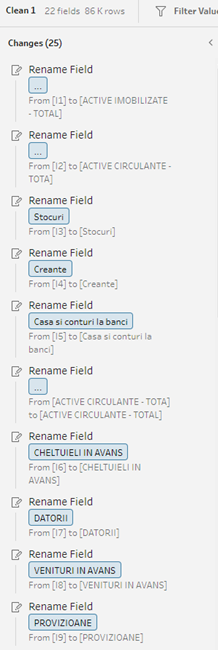 Clean 1 22 fields 86 K rows Filter Value
Changes (25)
Rename Field
...
From [I1] to [ACTIVE IMOBILIZATE
- TOTAL]
Rename Field
...
From [I2] to [ACTIVE CIRCULANTE -
TOTA]
Rename Field
Stocuri
From [I3] to [Stocuri]
Rename Field
Creante
From [I4] to [Creante]
Rename Field
Casa si conturi la banci
From [I5] to [Casa si conturi la
banci]
Rename Field
...
From [ACTIVE CIRCULANTE - TOTA]
to [ACTIVE CIRCULANTE - TOTAL]
Rename Field
CHELTUIELI IN AVANS
From [I6] to [CHELTUIELI IN
AVANS]
Rename Field
DATORII
From [I7] to [DATORII]
Rename Field
VENITURI IN AVANS
From [I8] to [VENITURI IN AVANS]
Rename Field
PROVIZIOANE
From [I9] to [PROVIZIOANE]